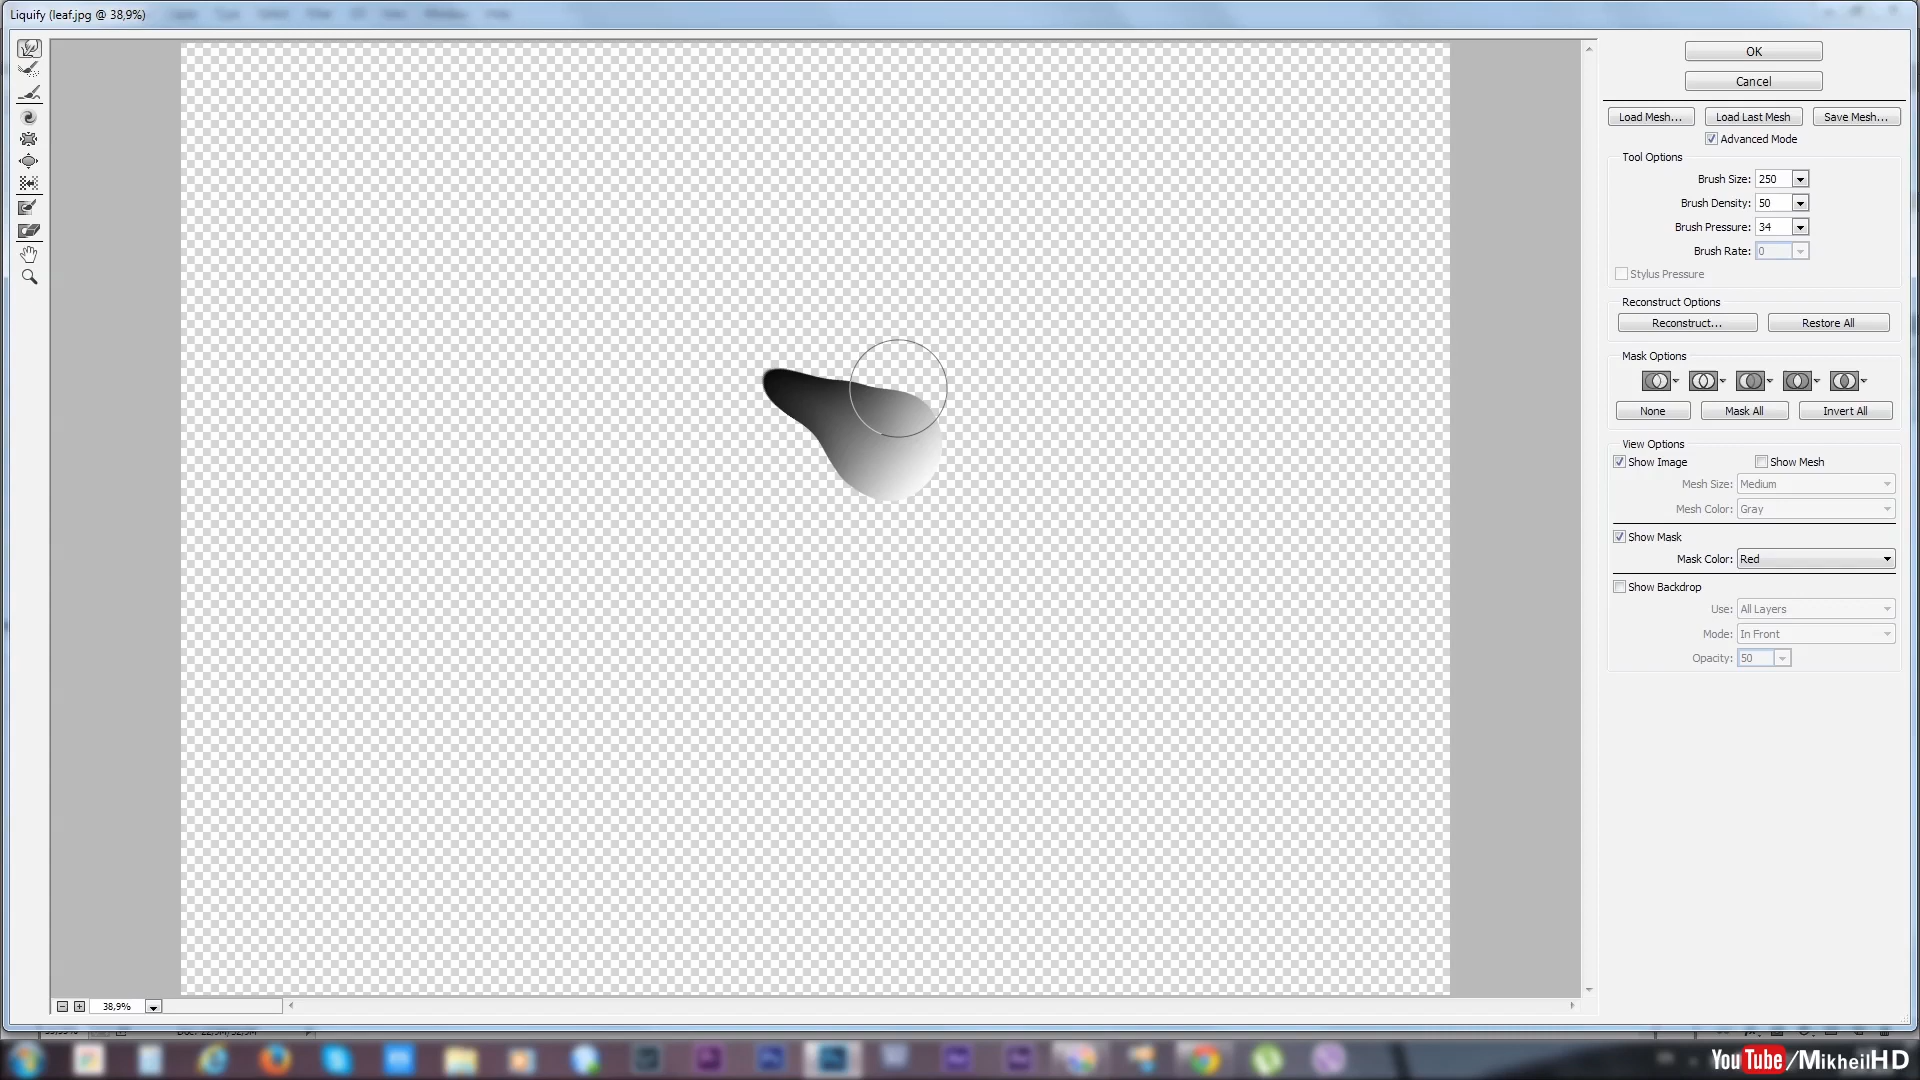 Liquify (leaf.jpg @ 38,9%)
OK
Cancel
Load Mesh... Load Last Mesh Save Mesh...
Advanced Mode
Tool Options
Brush Size: 250
Brush Density: 50
Brush Pressure: 34
Brush Rate: 0
Stylus Pressure
Reconstruct Options
Reconstruct... Restore All
Mask Options
None Mask All Invert All
View Options
Show Image Show Mesh
Mesh Size: Medium
Mesh Color: Gray
Show Mask
Mask Color: Red
Show Backdrop
Use: All Layers
Mode: In Front
Opacity: 50
38,9%
YouTube/MikheilHD